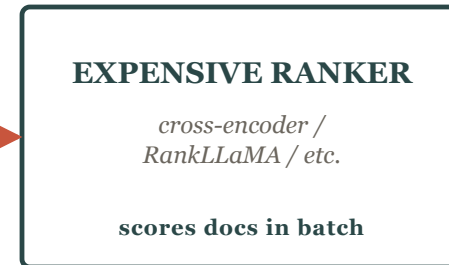 EXPENSIVE RANKER
cross-encoder /
RankLLaMA / etc.
scores docs in batch